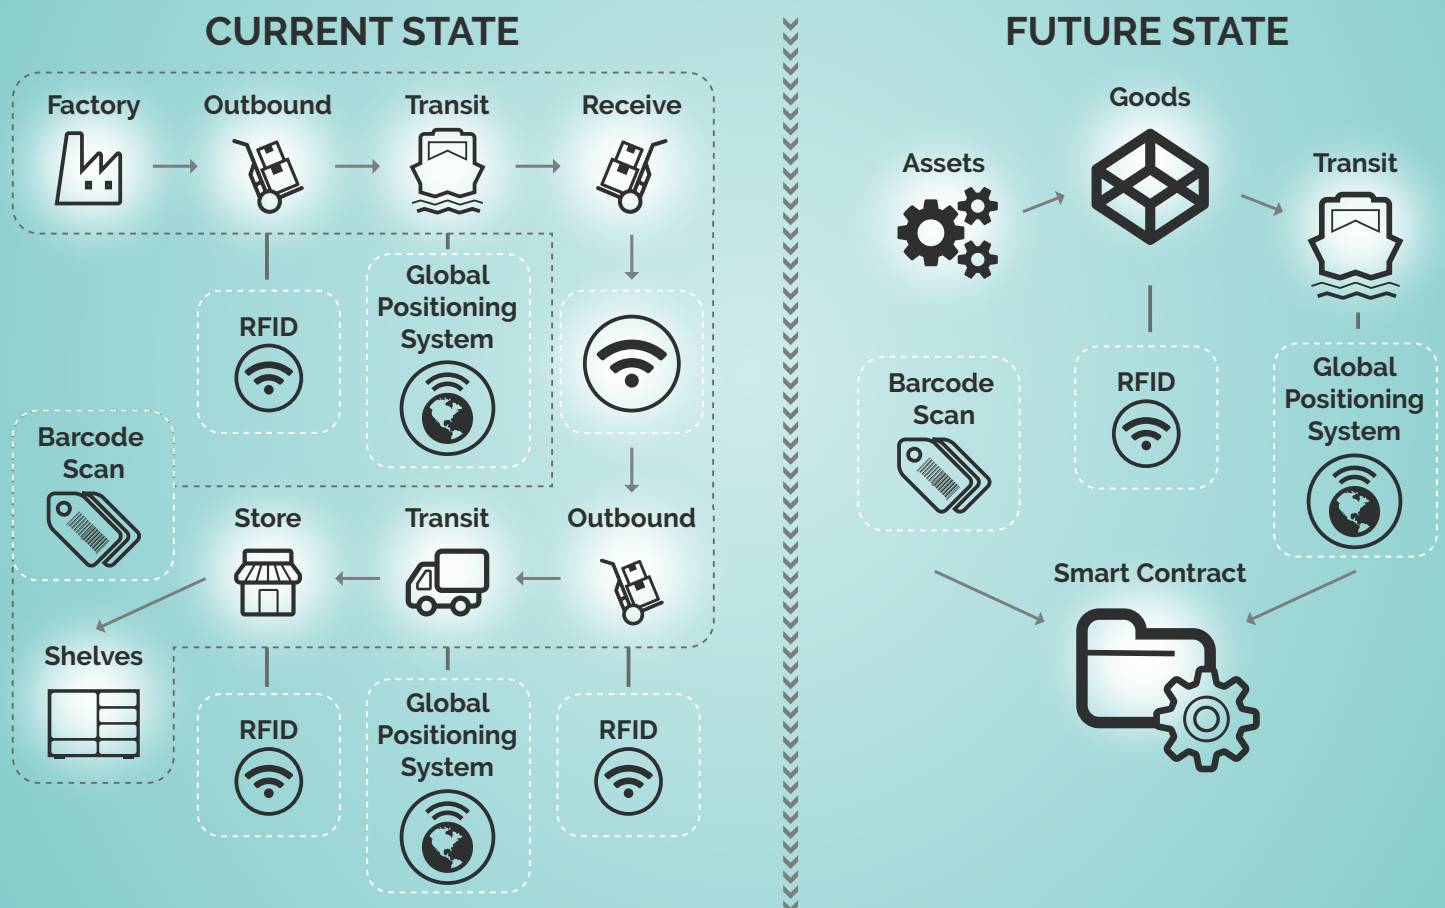 CURRENT STATE
Factory
Outbound
Transit
Receive
RFID
Global
Positioning
System
Barcode
Scan
Store
Transit
Outbound
Shelves
RFID
Global
Positioning
System
RFID
FUTURE STATE
Goods
Assets
Transit
Barcode
Scan
RFID
Global
Positioning
System
Smart Contract